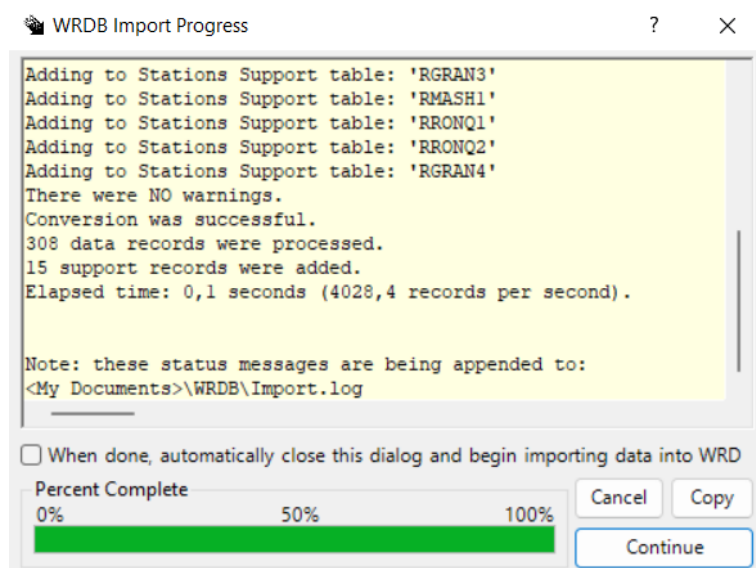 WRDB Import Progress
?
Adding to Stations Support table: 'RGRAN3'
Adding to Stations Support table: 'RMASH1'
Adding to Stations Support table: 'RRONQ1'
Adding to Stations Support table: 'RRONQ2'
Adding to Stations Support table: 'RGRAN4'
There were NO warnings.
Conversion was successful.
308 data records were processed.
15 support records were added.
Elapsed time: 0,1 seconds (4028,4 records per second).
Note: these status messages are being appended to:
<My Documents>\WRDB\Import.log
When done, automatically close this dialog and begin importing data into WRD
Percent Complete
0% 50% 100%
Cancel Copy
Continue